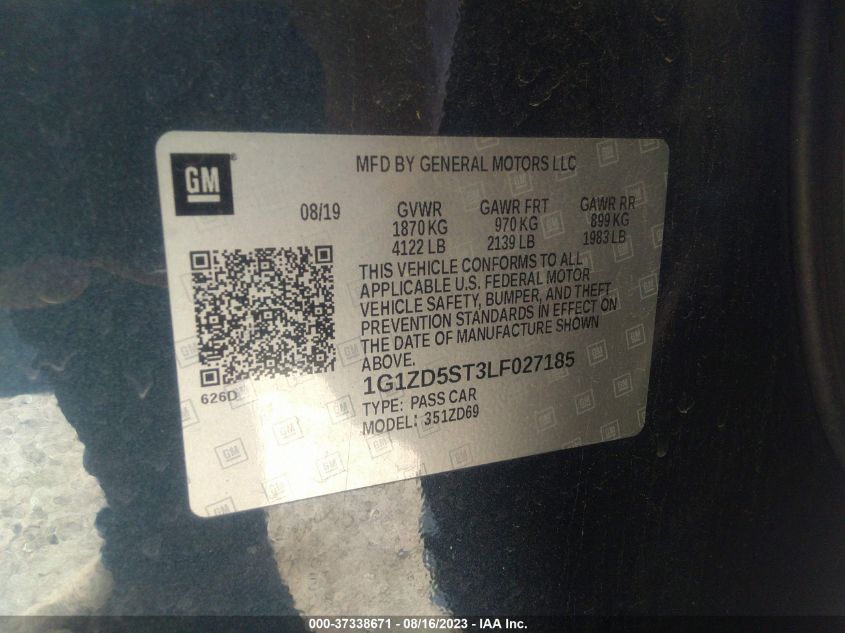 GM
®
MFD BY GENERAL MOTORS LLC
08/19
GVWR GAWR FRT GAWR RR
1870 KG 970 KG 899 KG
4122 LB 2139 LB 1983 LB
THIS VEHICLE CONFORMS TO ALL
APPLICABLE U.S. FEDERAL MOTOR
VEHICLE SAFETY, BUMPER, AND THEFT
PREVENTION STANDARDS IN EFFECT ON
THE DATE OF MANUFACTURE SHOWN
ABOVE.
626D
1G1ZD5ST3LF027185
TYPE: PASS CAR
MODEL: 351ZD69
000-37338671 - 08/16/2023 - IAA Inc.